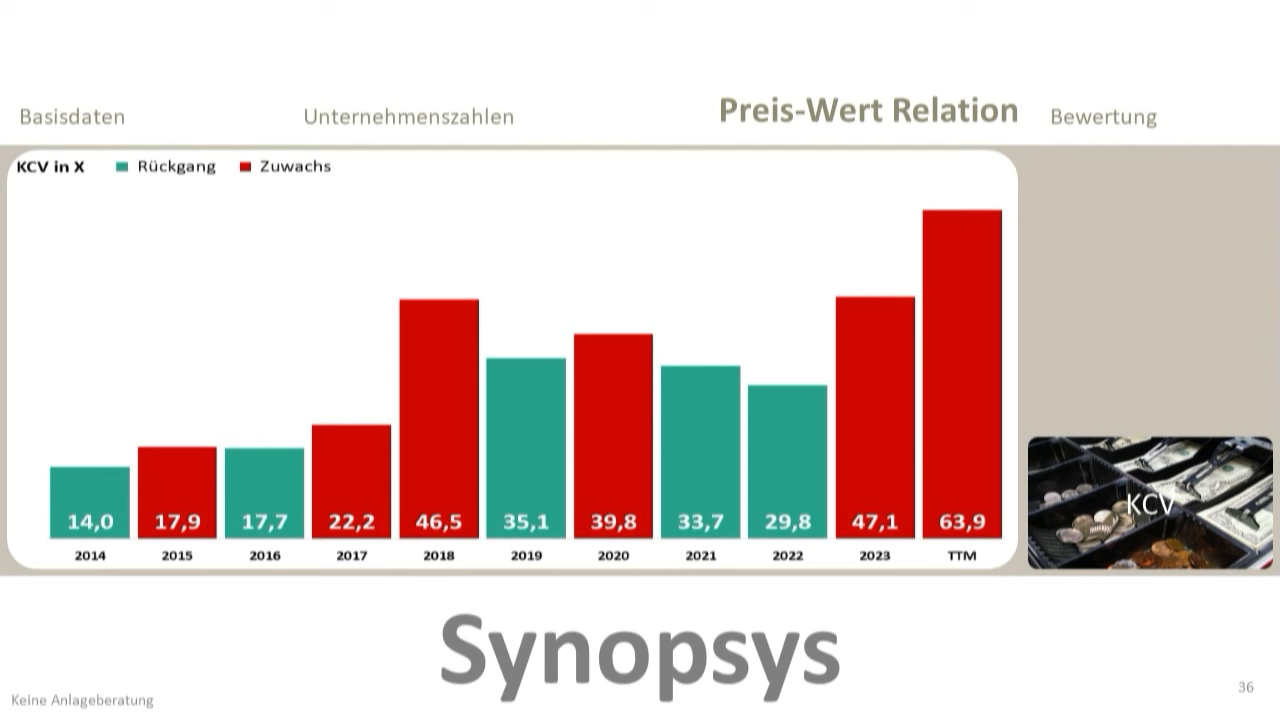 Basisdaten
Unternehmenszahlen
Preis-Wert Relation
Bewertung
KCV in X
Rückgang
Zuwachs
14,0
17,9
17,7
22,2
46,5
35,1
39,8
33,7
29,8
47,1
63,9
2014
2015
2016
2017
2018
2019
2020
2021
2022
2023
TTM
KCV
Synopsys
Keine Anlageberatung
36